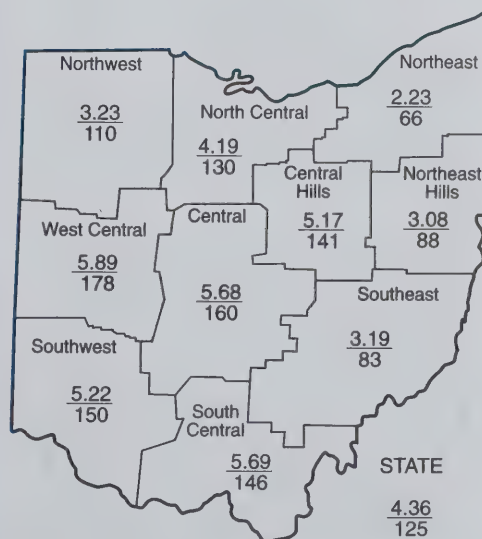 Northwest
3.23
110
North Central
4.19
130
Northeast
2.23
66
Central
Hills
5.17
141
Northeast
Hills
3.08
88
West Central
5.89
178
Central
5.68
160
Southeast
3.19
83
Southwest
5.22
150
South
Central
5.69
146
STATE
4.36
125